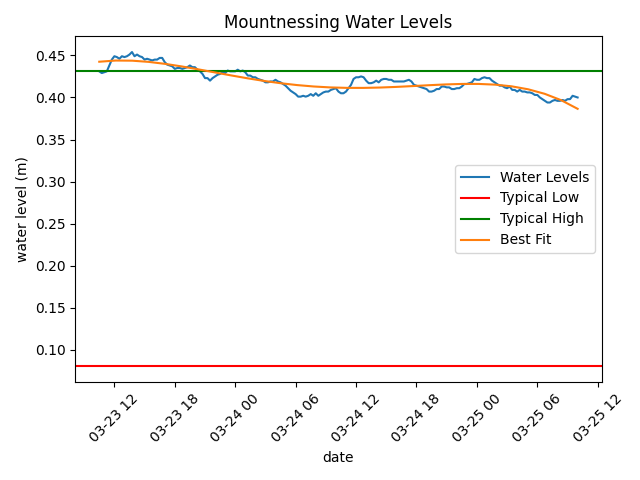 Mountnessing Water Levels
water level (m)
0.45
0.40
0.35
0.30
0.25
0.20
0.15
0.10
Water Levels
Typical Low
Typical High
Best Fit
03-23 12
03-23 18
03-24 00
03-24 06
03-24 12
03-24 18
03-25 00
03-25 06
03-25 12
date